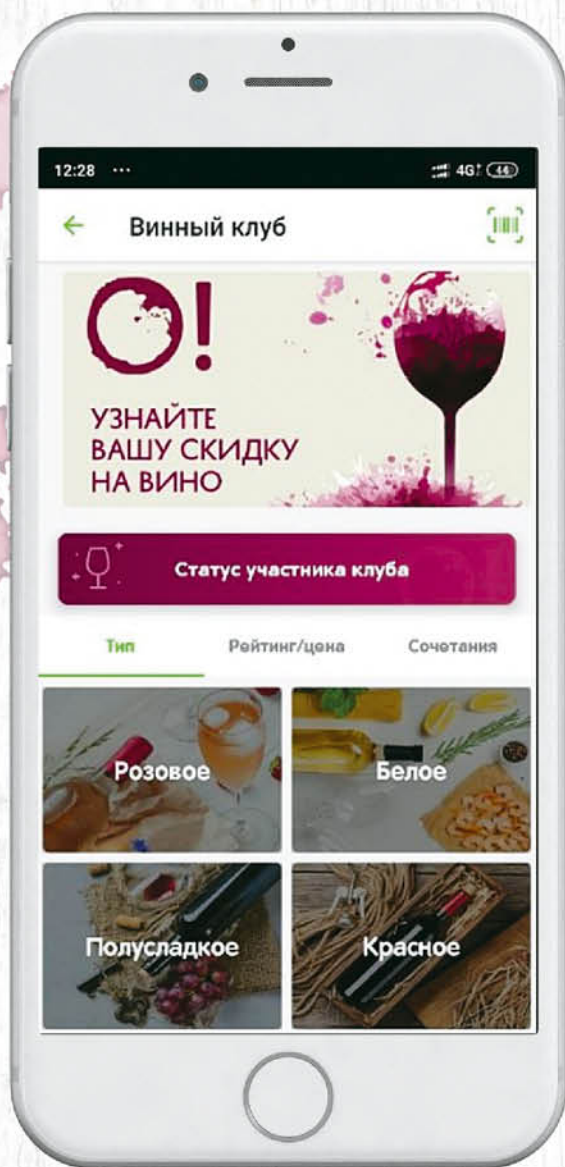 12:28 ...
4G+ 44
Винный клуб
О!
УЗНАЙТЕ
ВАШУ СКИДКУ
НА ВИНО
Статус участника клуба
Тип Рейтинг/цена Сочетания
Розовое Белое
Полусладкое Красное